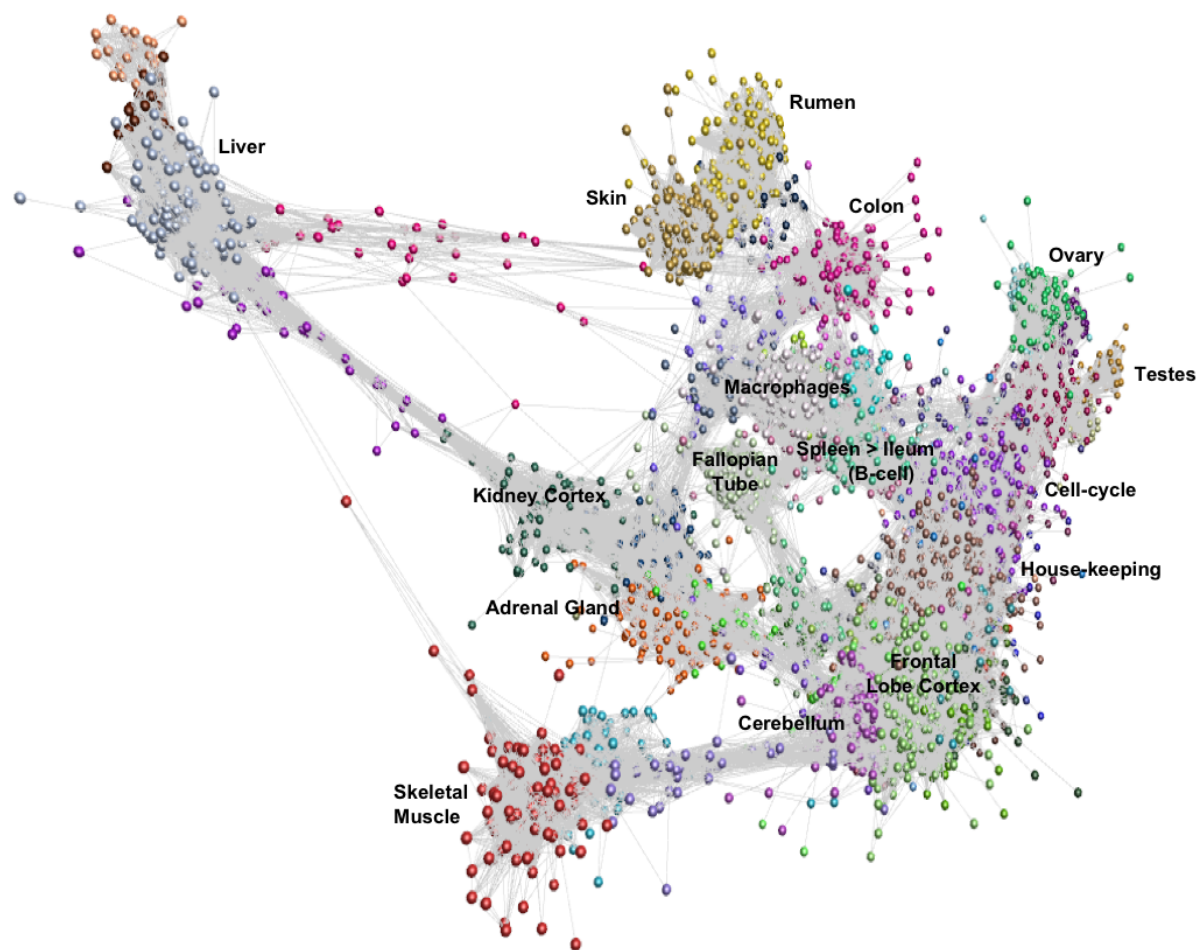 Rumen
Liver
Skin
Colon
Ovary
Testes
Macrophages
Spleen > Ileum
(B-cell)
Fallopian
Tube
Cell-cycle
Kidney Cortex
House-keeping
Adrenal Gland
Frontal
Lobe Cortex
Cerebellum
Skeletal
Muscle